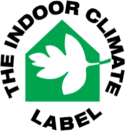 THE INDOOR CLIMATE
LABEL